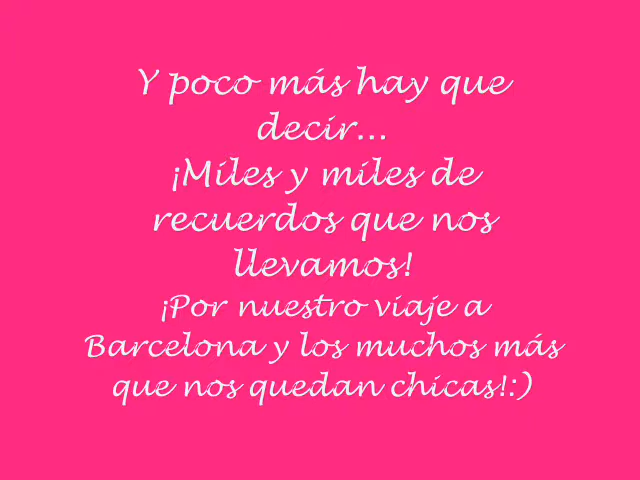 Y poco más hay que
decir...
¡Miles y miles de
recuerdos que nos
llevamos!
¡Por nuestro viaje a
Barcelona y los muchos más
que nos quedan chicas!:)